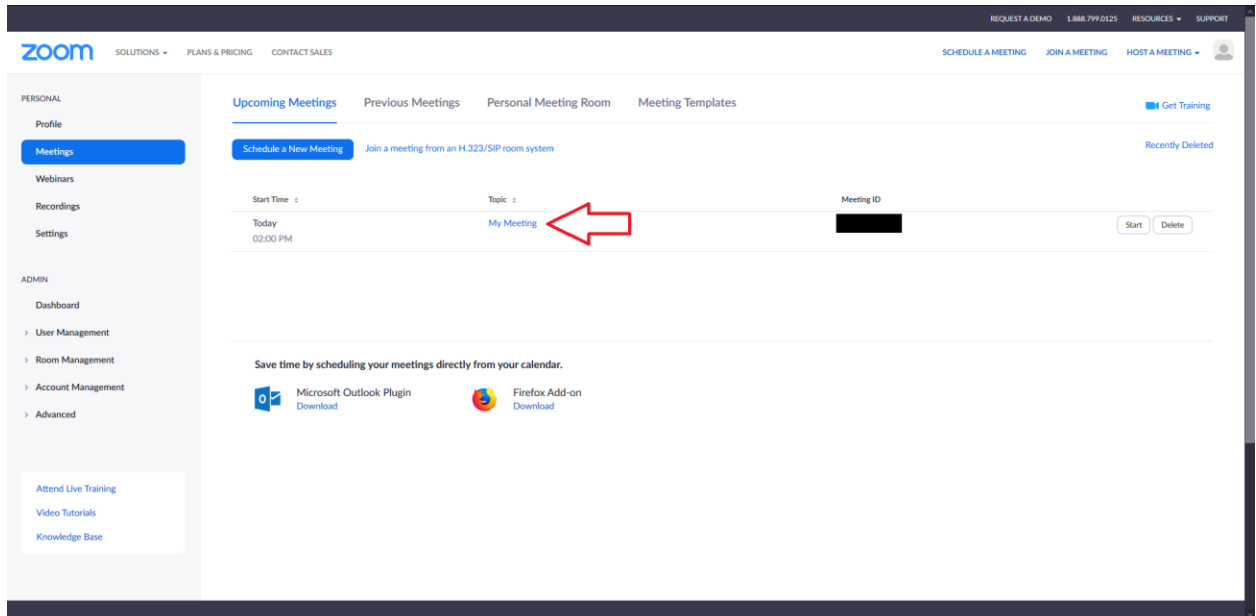 REQUEST A DEMO 1.888.799.0125 RESOURCES SUPPORT
zoom SOLUTIONS PLANS & PRICING CONTACT SALES SCHEDULE A MEETING JOIN A MEETING HOST A MEETING
PERSONAL
Profile
Meetings
Webinars
Recordings
Settings
ADMIN
Dashboard
> User Management
> Room Management
> Account Management
> Advanced
Attend Live Training
Video Tutorials
Knowledge Base
Upcoming Meetings Previous Meetings Personal Meeting Room Meeting Templates
Get Training
Schedule a New Meeting Join a meeting from an H.323/SIP room system Recently Deleted
Start Time Topic Meeting ID
Today My Meeting Start Delete
02:00 PM
Save time by scheduling your meetings directly from your calendar.
Microsoft Outlook Plugin Firefox Add-on
Download Download